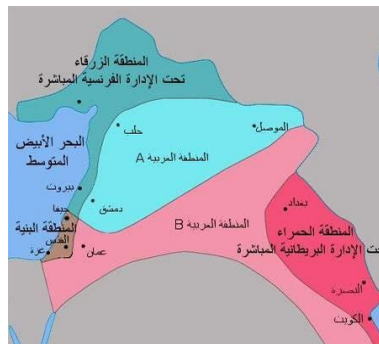 المنطقة الزرقاء
تحت الإدارة الفرنسية المباشرة
حلب
الموصل
البحر الأبيض
المتوسط
المنطقة العربية A
بيروت
دمشق
حيفا
المنطقة البنية
القدس
غزة
عمان
المنطقة العربية B
بغداد
المنطقة الحمراء
تحت الإدارة البريطانية المباشرة
البصرة
الكويت